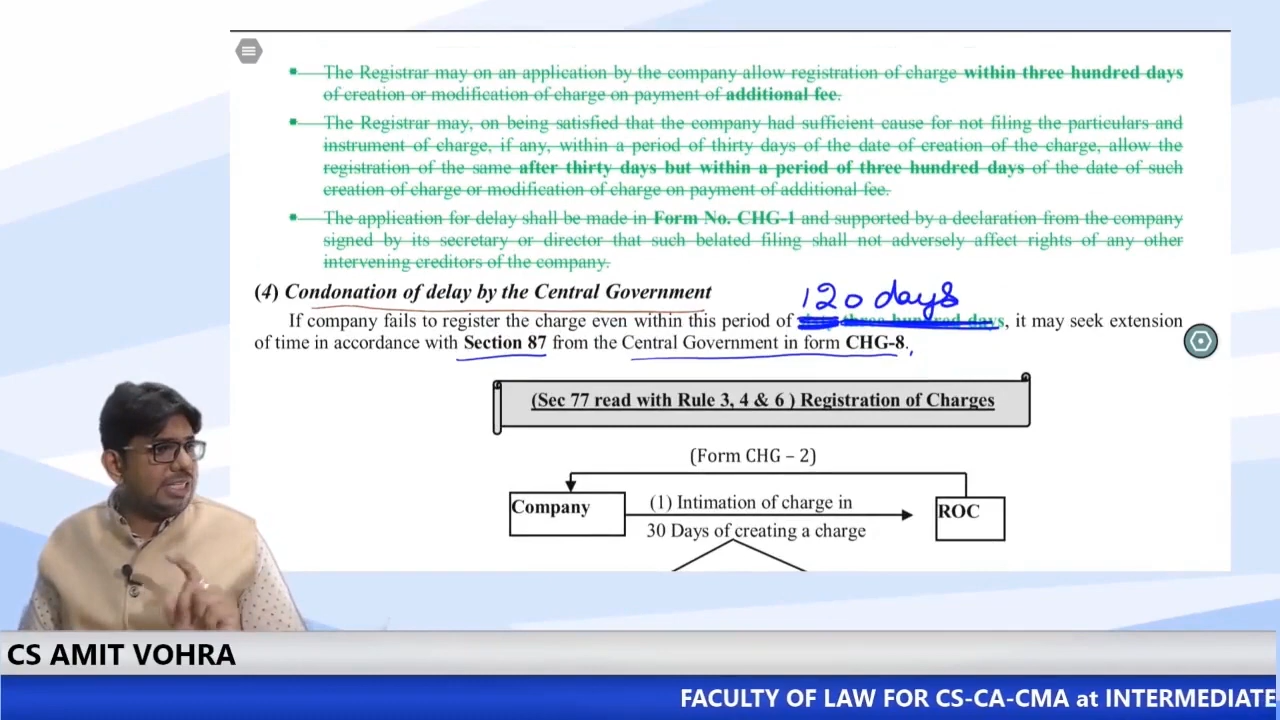 The Registrar may on an application by the company allow registration of charge within three hundred days
of creation or modification of charge on payment of additional fee.
The Registrar may, on being satisfied that the company had sufficient cause for not filing the particulars and
instrument of charge, if any, within a period of thirty days of the date of creation of the charge, allow the
registration of the same after thirty days but within a period of three hundred days of the date of such
creation of charge or modification of charge on payment of additional fee.
The application for delay shall be made in Form No. CHG-1 and supported by a declaration from the company
signed by its secretary or director that such belated filing shall not adversely affect rights of any other
intervening creditors of the company.
(4) Condonation of delay by the Central Government
120 days
If company fails to register the charge even within this period of three hundred days, it may seek extension
of time in accordance with Section 87 from the Central Government in form CHG-8.
(Sec 77 read with Rule 3, 4 & 6 ) Registration of Charges
(Form CHG – 2)
Company
(1) Intimation of charge in
30 Days of creating a charge
ROC
CS AMIT VOHRA
FACULTY OF LAW FOR CS-CA-CMA at INTERMEDIATE